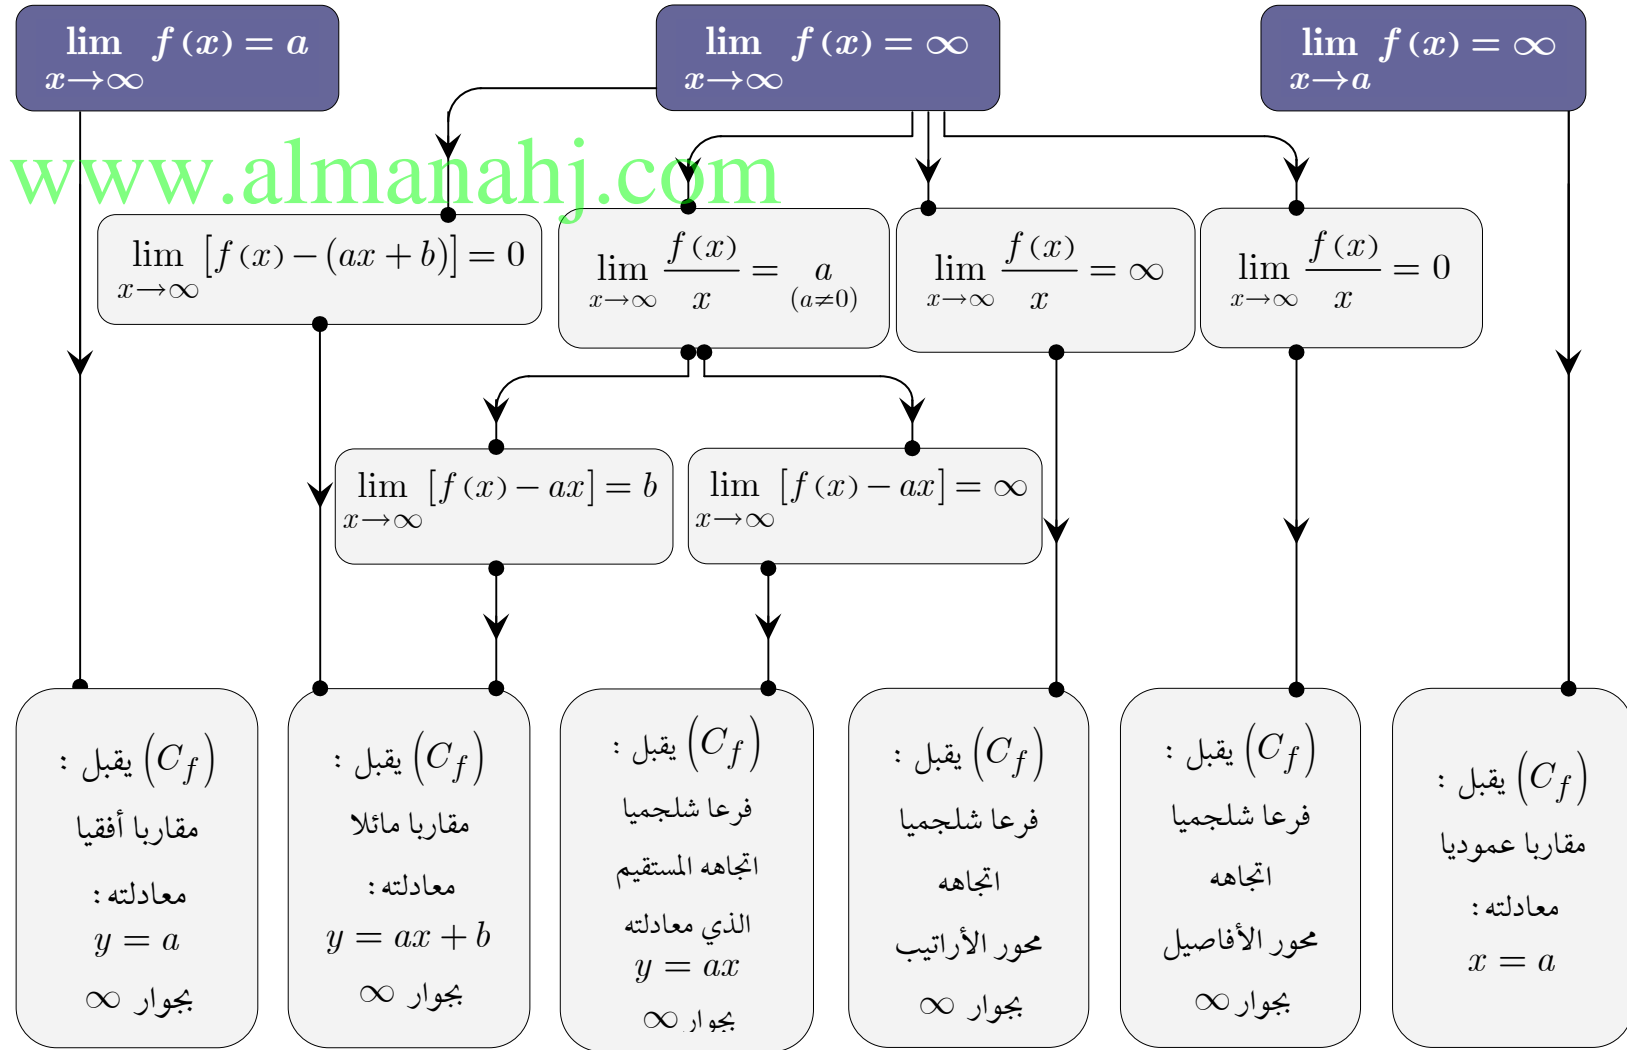 lim f(x) = a
x→∞
lim f(x) = ∞
x→∞
lim f(x) = ∞
x→a
www.almanahj.com
lim [f(x) − (ax + b)] = 0
x→∞
lim f(x)/x = a
x→∞ (a≠0)
lim f(x)/x = ∞
x→∞
lim f(x)/x = 0
x→∞
lim [f(x) − ax] = b
x→∞
lim [f(x) − ax] = ∞
x→∞
(C_f) يقبل :
مقاربا عموديا
معادلته :
x = a
(C_f) يقبل :
فرعا شلجميا
اتجاهه
محور الأفاصيل
بجوار ∞
(C_f) يقبل :
فرعا شلجميا
اتجاهه
محور الأراتيب
بجوار ∞
(C_f) يقبل :
فرعا شلجميا
اتجاهه المستقيم
الذي معادلته
y = ax
بجوار ∞
(C_f) يقبل :
مقاربا مائلا
معادلته :
y = ax + b
بجوار ∞
(C_f) يقبل :
مقاربا أفقيا
معادلته :
y = a
بجوار ∞